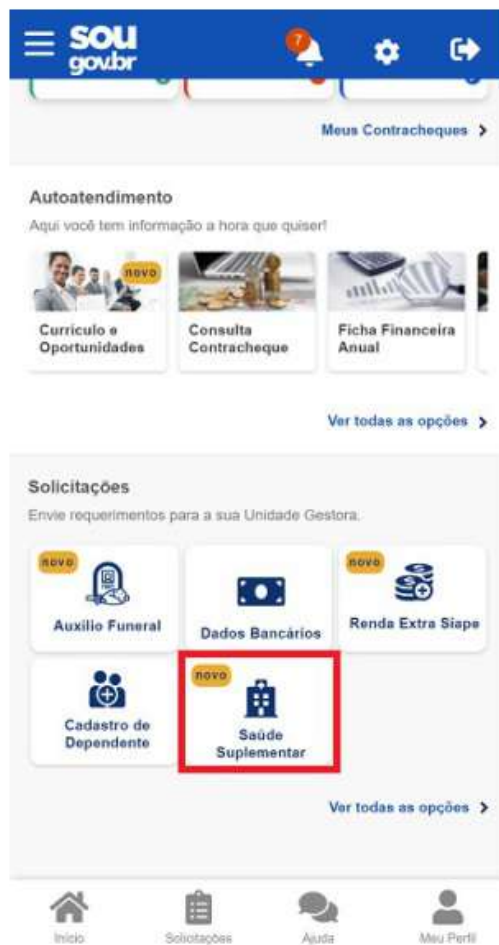 sou
gov.br
7
Meus Contracheques
Autoatendimento
Aqui você tem informação a hora que quiser!
novo
Currículo e
Oportunidades
Consulta
Contracheque
Ficha Financeira
Anual
Ver todas as opções
Solicitações
Envie requerimentos para a sua Unidade Gestora.
novo
Auxílio Funeral
Dados Bancários
novo
Renda Extra Siape
Cadastro de
Dependente
novo
Saúde
Suplementar
Ver todas as opções
Início
Solicitações
Ajuda
Meu Perfil